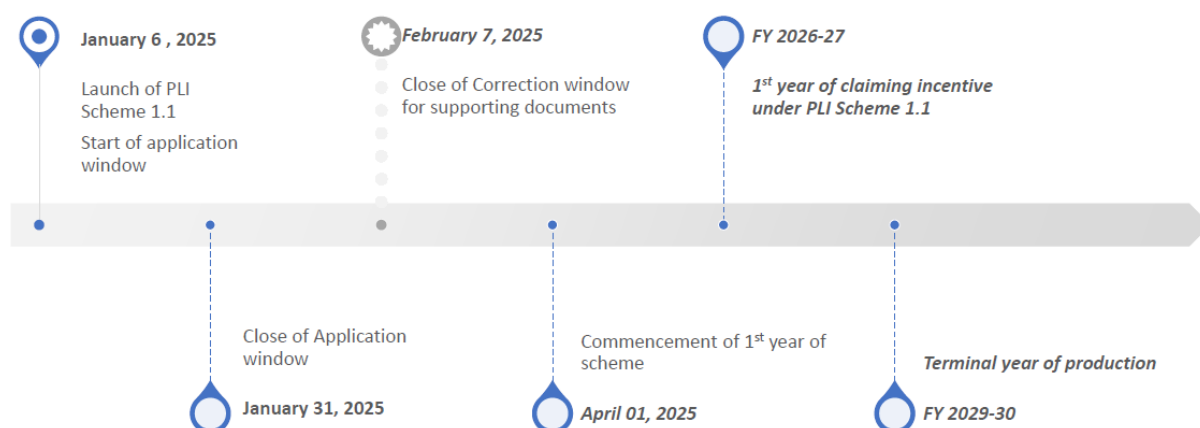 January 6 , 2025
Launch of PLI
Scheme 1.1
Start of application
window
Close of Application
window
January 31, 2025
February 7, 2025
Close of Correction window
for supporting documents
Commencement of 1st year of
scheme
April 01, 2025
FY 2026-27
1st year of claiming incentive
under PLI Scheme 1.1
Terminal year of production
FY 2029-30